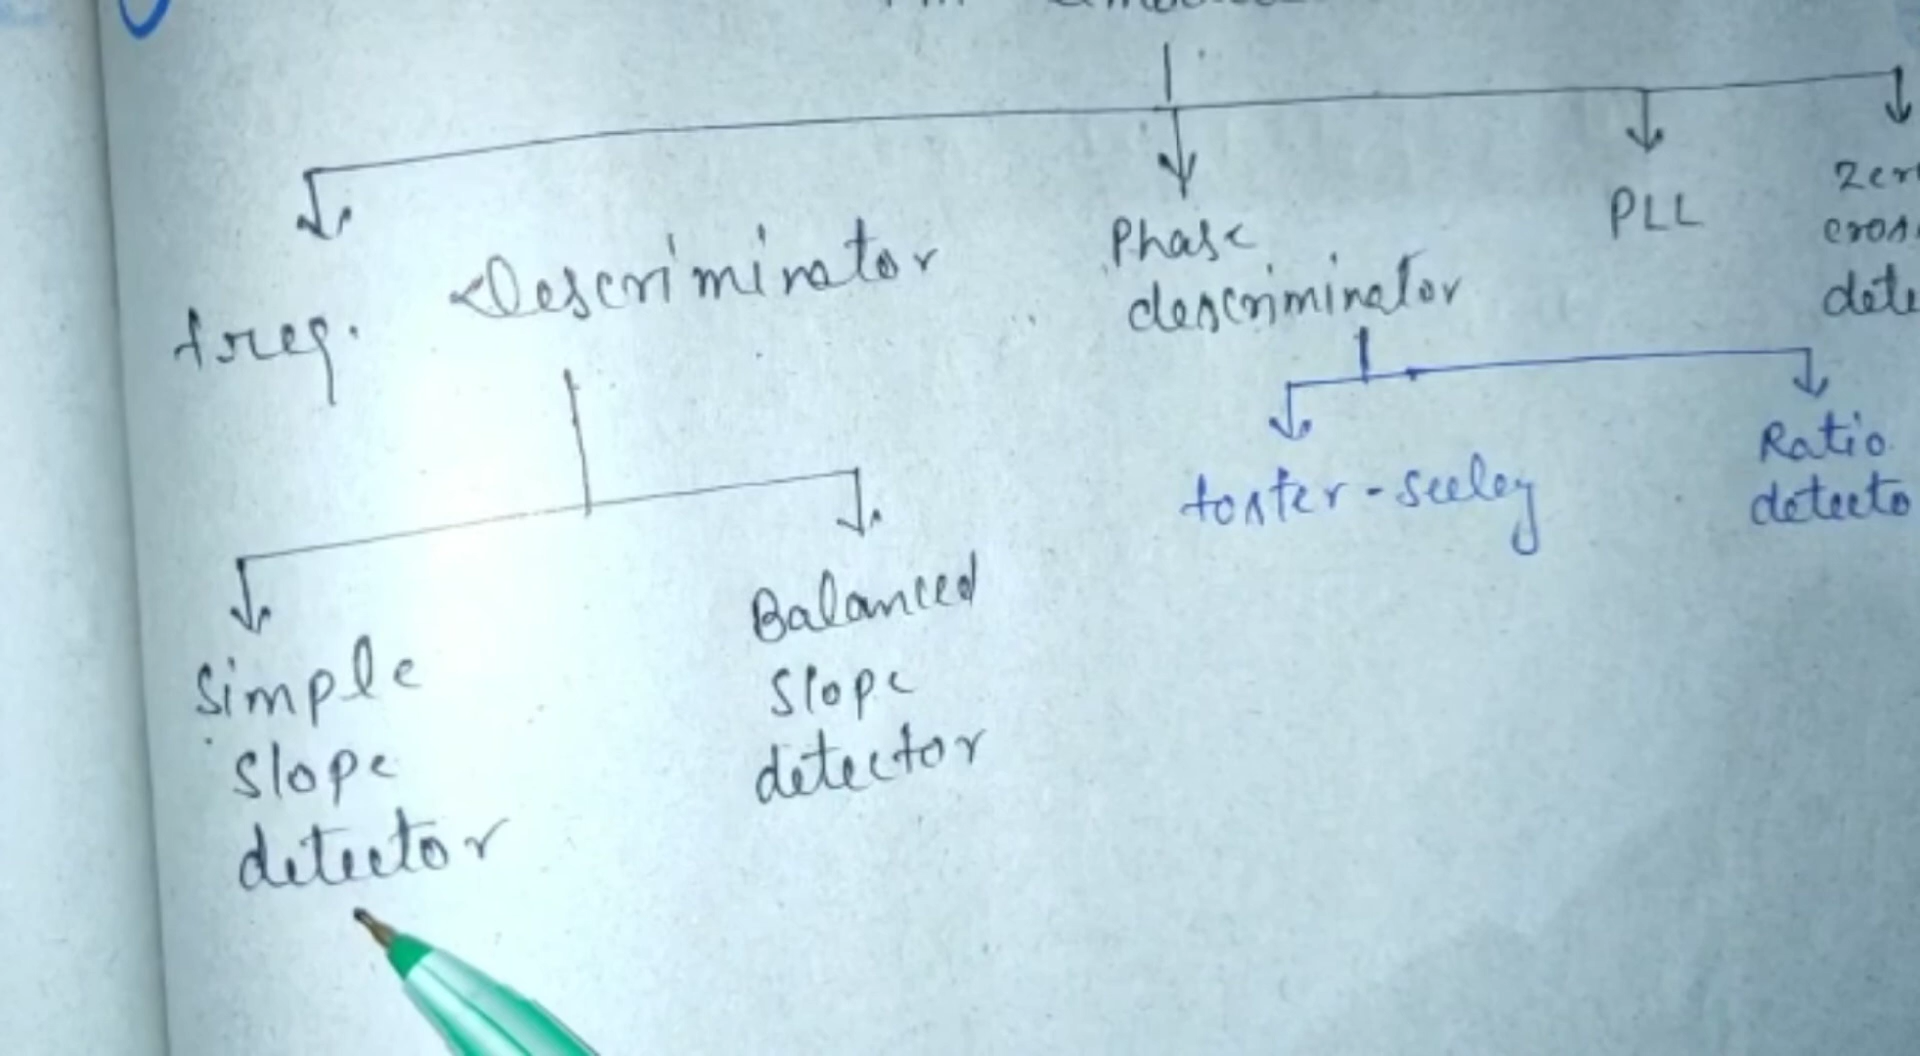 freq. Descriminator
Phase
descriminator
PLL
Simple
Slope
detector
Balanced
Slope
detector
foster-seeley
Ratio
detecto